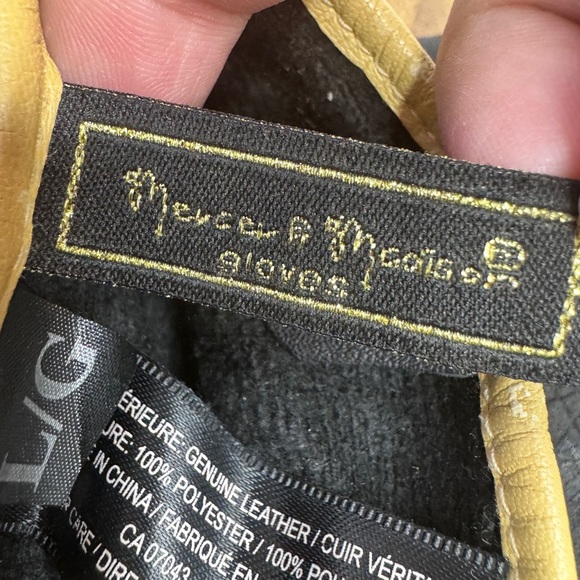 Mercer & Madison
gloves
L/G
ÉRIEURE: GENUINE LEATHER / CUIR VÉRIT
URE: 100% POLYESTER / 100% POLYES
IN CHINA / FABRIQUÉ EN
CARE / DIRE
CA 07043